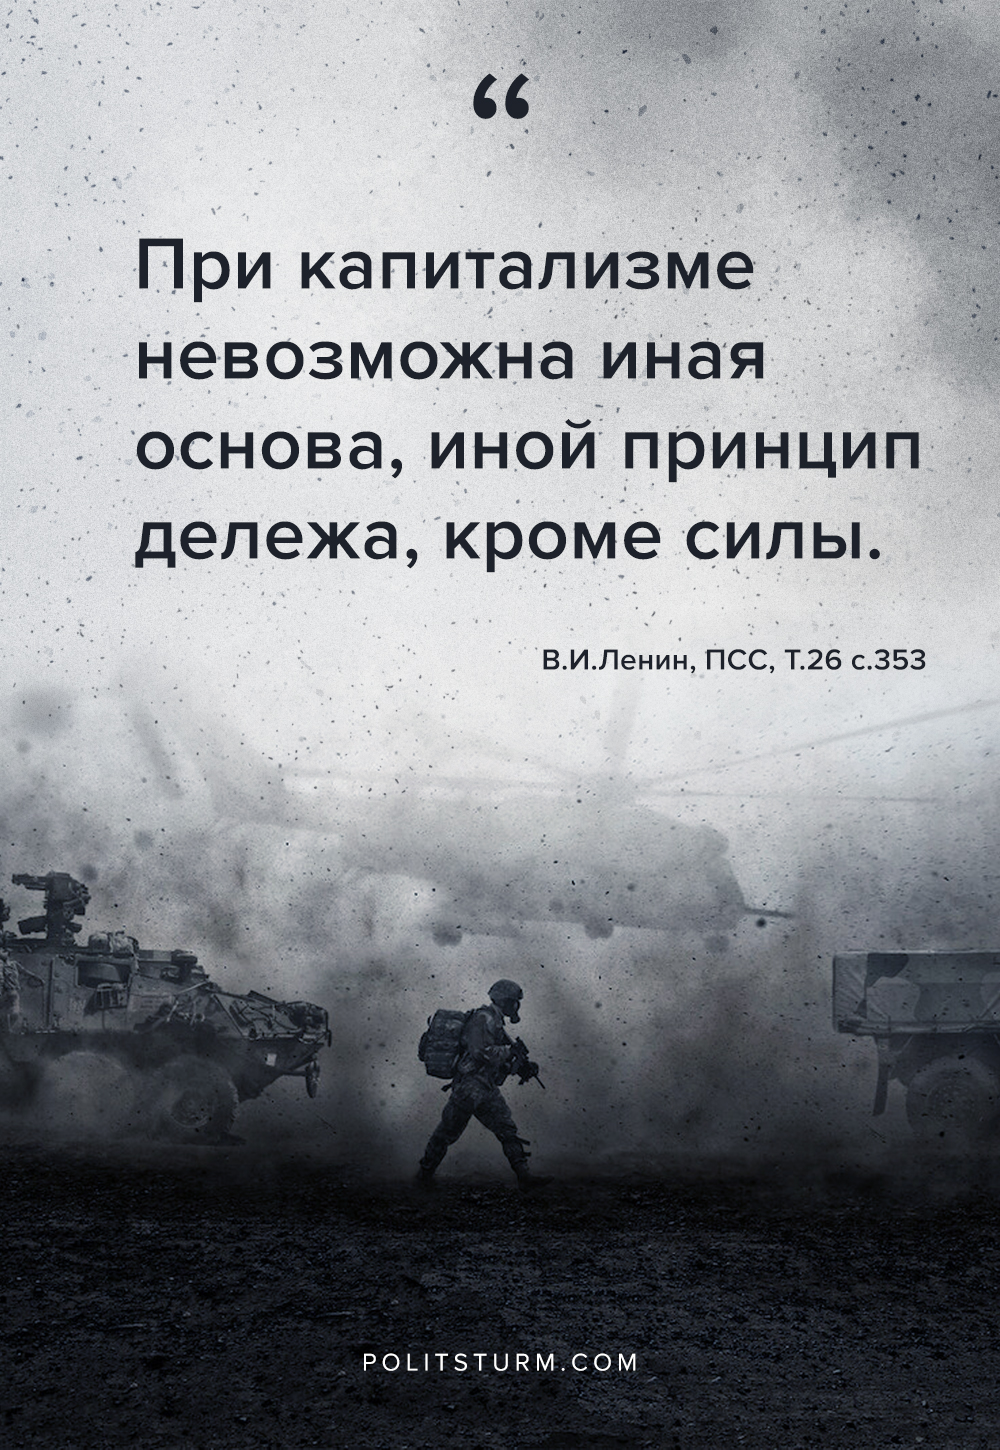 “
При капитализме
невозможна иная
основа, иной принцип
дележа, кроме силы.
В.И.Ленин, ПСС, Т.26 с.353
POLITSTURM.COM